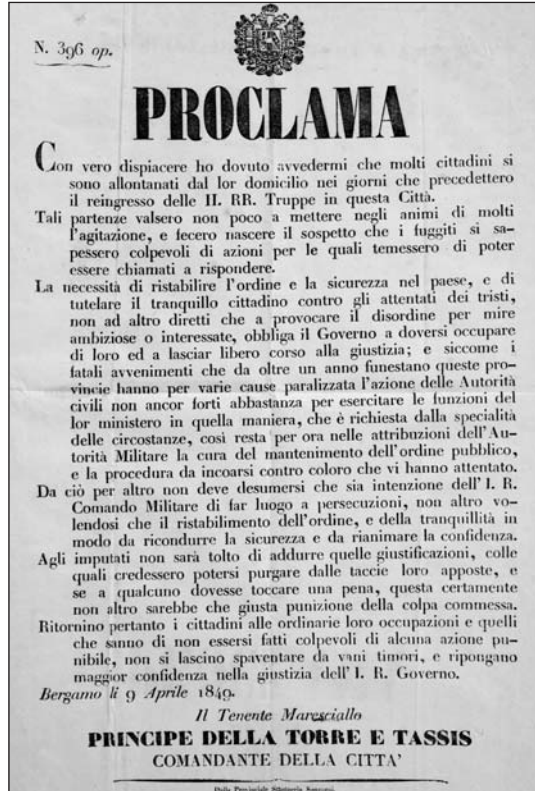 N. 396 op.
PROCLAMA
Con vero dispiacere ho dovuto avvedermi che molti cittadini si
sono allontanati dal lor domicilio nei giorni che precedettero
il reingresso delle II. RR. Truppe in questa Città.
Tali partenze valsero non poco a mettere negli animi di molti
l'agitazione, e fecero nascere il sospetto che i fuggiti si sa-
pessero colpevoli di azioni per le quali temessero di poter
essere chiamati a rispondere.
La necessità di ristabilire l'ordine e la sicurezza nel paese, e di
tutelare il tranquillo cittadino contro gli attentati dei tristi,
non ad altro diretti che a provocare il disordine per mire
ambiziose o interessate, obbliga il Governo a doversi occupare
di loro ed a lasciar libero corso alla giustizia; e siccome i
fatali avvenimenti che da oltre un anno funestano queste pro-
vincie hanno per varie cause paralizzata l'azione delle Autorità
civili non ancor forti abbastanza per esercitare le funzioni del
lor ministero in quella maniera, che è richiesta dalla specialità
delle circostanze, così resta per ora nelle attribuzioni dell'Au-
torità Militare la cura del mantenimento dell'ordine pubblico,
e la procedura da incoarsi contro coloro che vi hanno attentato.
Da ciò per altro non deve desumersi che sia intenzione dell'I. R.
Comando Militare di far luogo a persecuzioni, non altro vo-
lendosi che il ristabilimento dell'ordine, e della tranquillità in
modo da ricondurre la sicurezza e da rianimare la confidenza.
Agli imputati non sarà tolto di addurre quelle giustificazioni, colle
quali credessero potersi purgare dalle taccie loro apposte, e
se a qualcuno dovesse toccare una pena, questa certamente
non altro sarebbe che giusta punizione della colpa commessa.
Ritornino pertanto i cittadini alle ordinarie loro occupazioni e quelli
che sanno di non essersi fatti colpevoli di alcuna azione pu-
nibile, non si lascino spaventare da vani timori, e ripongano
maggior confidenza nella giustizia dell'I. R. Governo.
Bergamo li 9 Aprile 1849.
Il Tenente Maresciallo
PRINCIPE DELLA TORRE E TASSIS
COMANDANTE DELLA CITTA'
Dalla Provinciale Stamperia